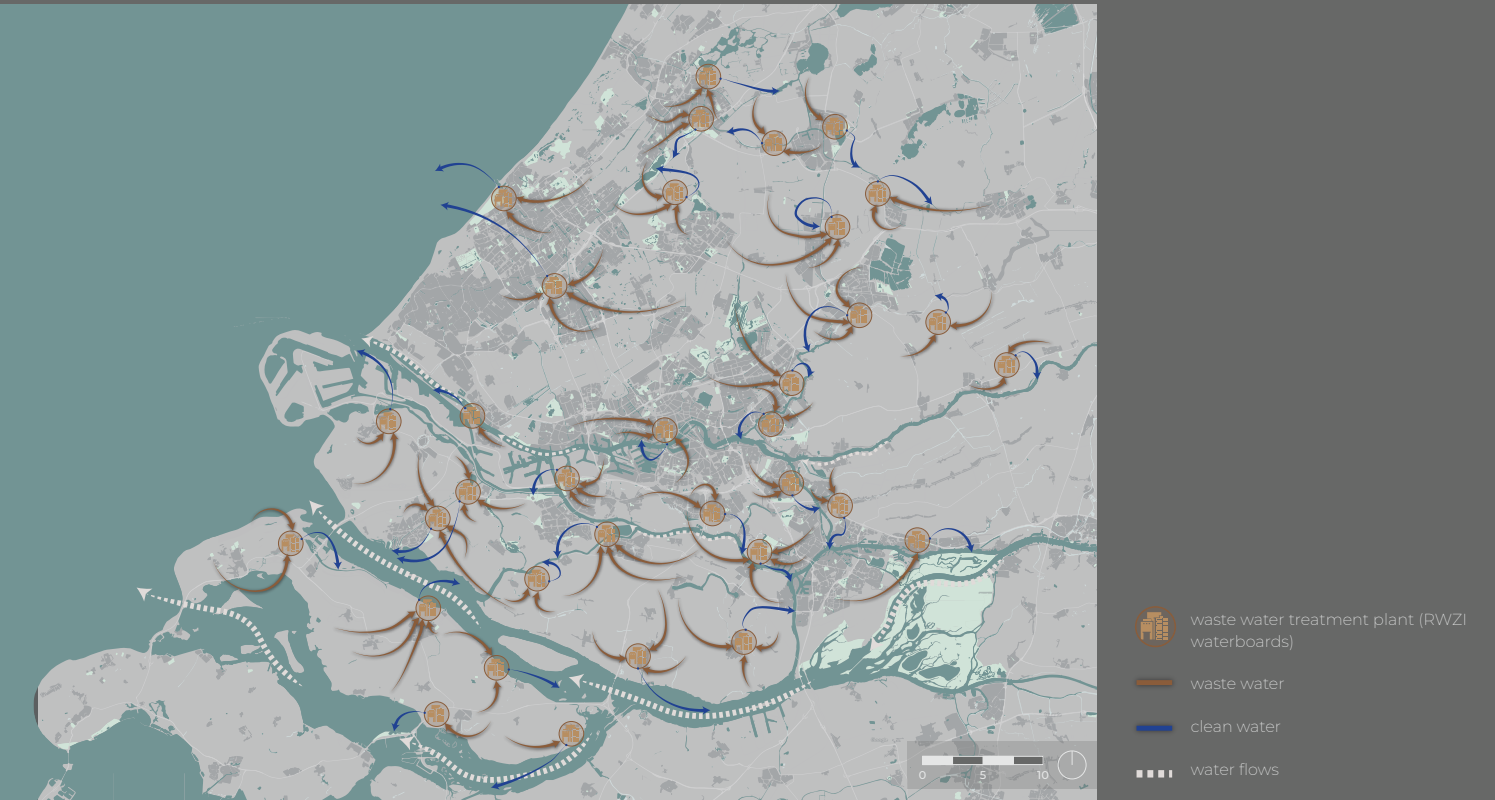 waste water treatment plant (RWZI
waterboards)
waste water
clean water
water flows
0 5 10